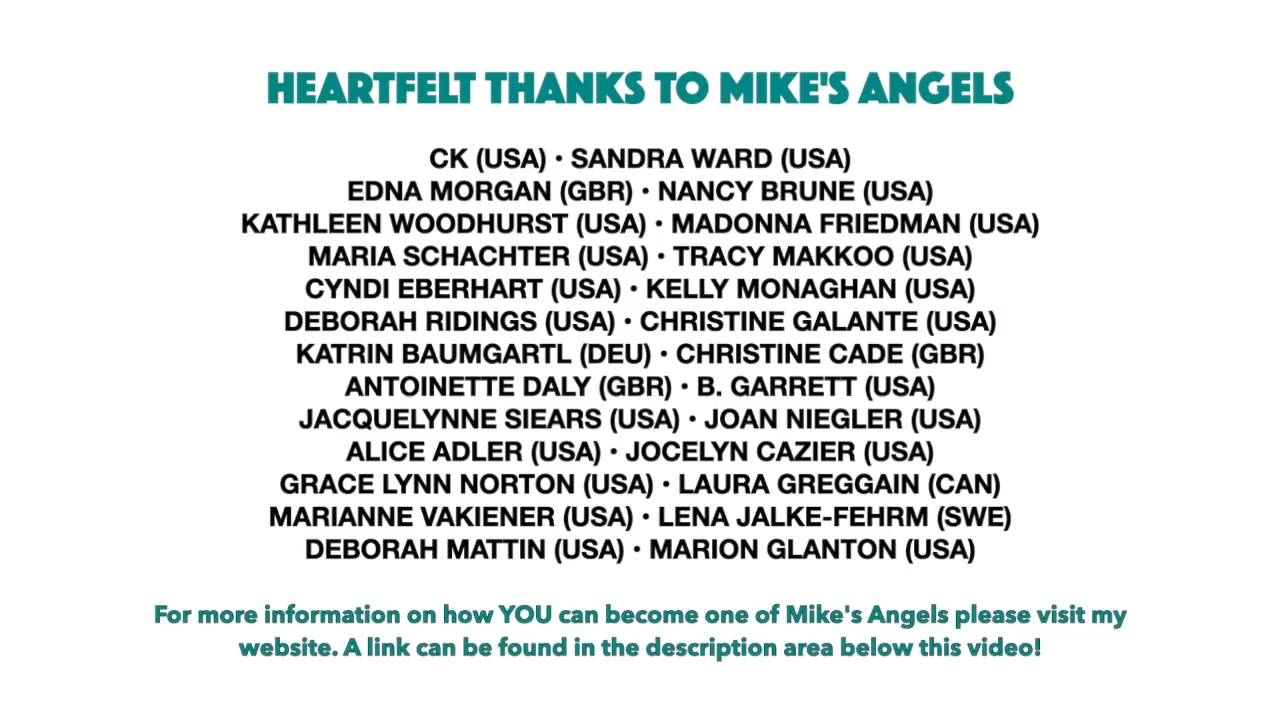 HEARTFELT THANKS TO MIKE'S ANGELS
CK (USA) • SANDRA WARD (USA)
EDNA MORGAN (GBR) • NANCY BRUNE (USA)
KATHLEEN WOODHURST (USA) • MADONNA FRIEDMAN (USA)
MARIA SCHACHTER (USA) • TRACY MAKKOO (USA)
CYNDI EBERHART (USA) • KELLY MONAGHAN (USA)
DEBORAH RIDINGS (USA) • CHRISTINE GALANTE (USA)
KATRIN BAUMGARTL (DEU) • CHRISTINE CADE (GBR)
ANTOINETTE DALY (GBR) • B. GARRETT (USA)
JACQUELYNNE SIEARS (USA) • JOAN NIEGLER (USA)
ALICE ADLER (USA) • JOCELYN CAZIER (USA)
GRACE LYNN NORTON (USA) • LAURA GREGGAIN (CAN)
MARIANNE VAKIENER (USA) • LENA JALKE-FEHRM (SWE)
DEBORAH MATTIN (USA) • MARION GLANTON (USA)
For more information on how YOU can become one of Mike's Angels please visit my
website. A link can be found in the description area below this video!